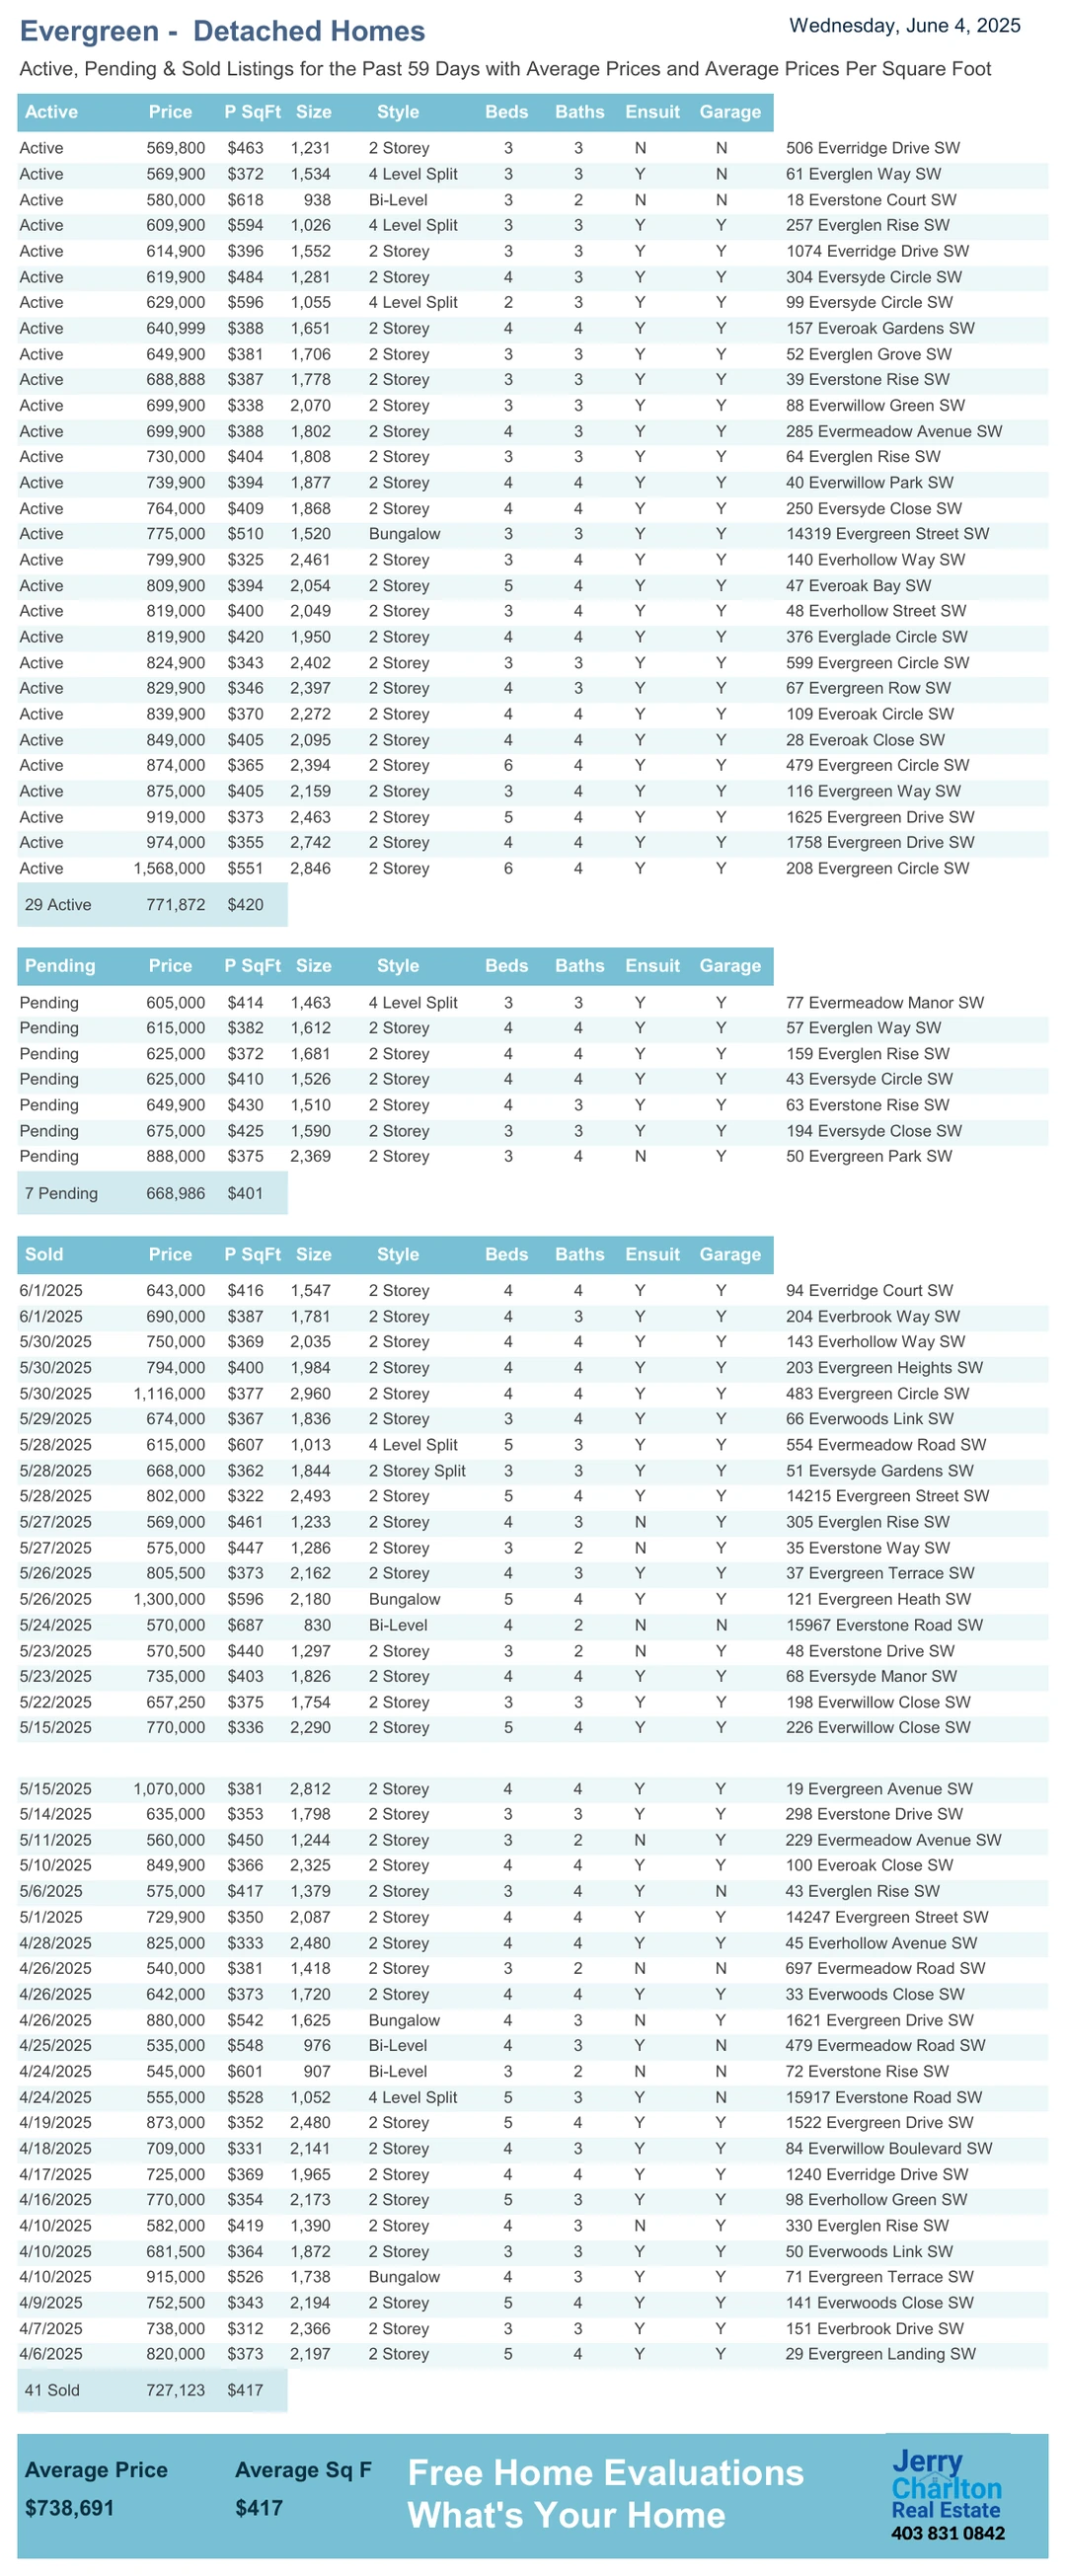 Evergreen - Detached Homes
Wednesday, June 4, 2025
Active, Pending & Sold Listings for the Past 59 Days with Average Prices and Average Prices Per Square Foot
Active Price P SqFt Size Style Beds Baths Ensuit Garage
Active 569,800 $463 1,231 2 Storey 3 3 N N 506 Everridge Drive SW
Active 569,900 $372 1,534 4 Level Split 3 3 Y N 61 Everglen Way SW
Active 580,000 $618 938 Bi-Level 3 2 N N 18 Everstone Court SW
Active 609,900 $594 1,026 4 Level Split 3 3 Y Y 257 Everglen Rise SW
Active 614,900 $396 1,552 2 Storey 3 3 Y Y 1074 Everridge Drive SW
Active 619,900 $484 1,281 2 Storey 4 3 Y Y 304 Eversyde Circle SW
Active 629,000 $596 1,055 4 Level Split 2 3 Y Y 99 Eversyde Circle SW
Active 640,999 $388 1,651 2 Storey 4 4 Y Y 157 Everoak Gardens SW
Active 649,900 $381 1,706 2 Storey 3 3 Y Y 52 Everglen Grove SW
Active 688,888 $387 1,778 2 Storey 3 3 Y Y 39 Everstone Rise SW
Active 699,900 $338 2,070 2 Storey 3 3 Y Y 88 Everwillow Green SW
Active 699,900 $388 1,802 2 Storey 4 3 Y Y 285 Evermeadow Avenue SW
Active 730,000 $404 1,808 2 Storey 3 3 Y Y 64 Everglen Rise SW
Active 739,900 $394 1,877 2 Storey 4 4 Y Y 40 Everwillow Park SW
Active 764,000 $409 1,868 2 Storey 4 4 Y Y 250 Eversyde Close SW
Active 775,000 $510 1,520 Bungalow 3 3 Y Y 14319 Evergreen Street SW
Active 799,900 $325 2,461 2 Storey 3 4 Y Y 140 Everhollow Way SW
Active 809,900 $394 2,054 2 Storey 5 4 Y Y 47 Everoak Bay SW
Active 819,000 $400 2,049 2 Storey 3 4 Y Y 48 Everhollow Street SW
Active 819,900 $420 1,950 2 Storey 4 4 Y Y 376 Everglade Circle SW
Active 824,900 $343 2,402 2 Storey 3 3 Y Y 599 Evergreen Circle SW
Active 829,900 $346 2,397 2 Storey 4 3 Y Y 67 Evergreen Row SW
Active 839,900 $370 2,272 2 Storey 4 4 Y Y 109 Everoak Circle SW
Active 849,000 $405 2,095 2 Storey 4 4 Y Y 28 Everoak Close SW
Active 874,000 $365 2,394 2 Storey 6 4 Y Y 479 Evergreen Circle SW
Active 875,000 $405 2,159 2 Storey 3 4 Y Y 116 Evergreen Way SW
Active 919,000 $373 2,463 2 Storey 5 4 Y Y 1625 Evergreen Drive SW
Active 974,000 $355 2,742 2 Storey 4 4 Y Y 1758 Evergreen Drive SW
Active 1,568,000 $551 2,846 2 Storey 6 4 Y Y 208 Evergreen Circle SW
29 Active 771,872 $420
Pending Price P SqFt Size Style Beds Baths Ensuit Garage
Pending 605,000 $414 1,463 4 Level Split 3 3 Y Y 77 Evermeadow Manor SW
Pending 615,000 $382 1,612 2 Storey 4 4 Y Y 57 Everglen Way SW
Pending 625,000 $372 1,681 2 Storey 4 4 Y Y 159 Everglen Rise SW
Pending 625,000 $410 1,526 2 Storey 4 4 Y Y 43 Eversyde Circle SW
Pending 649,900 $430 1,510 2 Storey 4 3 Y Y 63 Everstone Rise SW
Pending 675,000 $425 1,590 2 Storey 3 3 Y Y 194 Eversyde Close SW
Pending 888,000 $375 2,369 2 Storey 3 4 N Y 50 Evergreen Park SW
7 Pending 668,986 $401
Sold Price P SqFt Size Style Beds Baths Ensuit Garage
6/1/2025 643,000 $416 1,547 2 Storey 4 4 Y Y 94 Everridge Court SW
6/1/2025 690,000 $387 1,781 2 Storey 4 3 Y Y 204 Everbrook Way SW
5/30/2025 750,000 $369 2,035 2 Storey 4 4 Y Y 143 Everhollow Way SW
5/30/2025 794,000 $400 1,984 2 Storey 4 4 Y Y 203 Evergreen Heights SW
5/30/2025 1,116,000 $377 2,960 2 Storey 4 4 Y Y 483 Evergreen Circle SW
5/29/2025 674,000 $367 1,836 2 Storey 3 4 Y Y 66 Everwoods Link SW
5/28/2025 615,000 $607 1,013 4 Level Split 5 3 Y Y 554 Evermeadow Road SW
5/28/2025 668,000 $362 1,844 2 Storey Split 3 3 Y Y 51 Eversyde Gardens SW
5/28/2025 802,000 $322 2,493 2 Storey 5 4 Y Y 14215 Evergreen Street SW
5/27/2025 569,000 $461 1,233 2 Storey 4 3 N Y 305 Everglen Rise SW
5/27/2025 575,000 $447 1,286 2 Storey 3 2 N Y 35 Everstone Way SW
5/26/2025 805,500 $373 2,162 2 Storey 4 3 Y Y 37 Evergreen Terrace SW
5/26/2025 1,300,000 $596 2,180 Bungalow 5 4 Y Y 121 Evergreen Heath SW
5/24/2025 570,000 $687 830 Bi-Level 4 2 N N 15967 Everstone Road SW
5/23/2025 570,500 $440 1,297 2 Storey 3 2 N Y 48 Everstone Drive SW
5/23/2025 735,000 $403 1,826 2 Storey 4 4 Y Y 68 Eversyde Manor SW
5/22/2025 657,250 $375 1,754 2 Storey 3 3 Y Y 198 Everwillow Close SW
5/15/2025 770,000 $336 2,290 2 Storey 5 4 Y Y 226 Everwillow Close SW
5/15/2025 1,070,000 $381 2,812 2 Storey 4 4 Y Y 19 Evergreen Avenue SW
5/14/2025 635,000 $353 1,798 2 Storey 3 3 Y Y 298 Everstone Drive SW
5/11/2025 560,000 $450 1,244 2 Storey 3 2 N Y 229 Evermeadow Avenue SW
5/10/2025 849,900 $366 2,325 2 Storey 4 4 Y Y 100 Everoak Close SW
5/6/2025 575,000 $417 1,379 2 Storey 3 4 Y N 43 Everglen Rise SW
5/1/2025 729,900 $350 2,087 2 Storey 4 4 Y Y 14247 Evergreen Street SW
4/28/2025 825,000 $333 2,480 2 Storey 4 4 Y Y 45 Everhollow Avenue SW
4/26/2025 540,000 $381 1,418 2 Storey 3 2 N N 697 Evermeadow Road SW
4/26/2025 642,000 $373 1,720 2 Storey 4 4 Y Y 33 Everwoods Close SW
4/26/2025 880,000 $542 1,625 Bungalow 4 3 N Y 1621 Evergreen Drive SW
4/25/2025 535,000 $548 976 Bi-Level 4 3 Y N 479 Evermeadow Road SW
4/24/2025 545,000 $601 907 Bi-Level 3 2 N N 72 Everstone Rise SW
4/24/2025 555,000 $528 1,052 4 Level Split 5 3 Y N 15917 Everstone Road SW
4/19/2025 873,000 $352 2,480 2 Storey 5 4 Y Y 1522 Evergreen Drive SW
4/18/2025 709,000 $331 2,141 2 Storey 4 3 Y Y 84 Everwillow Boulevard SW
4/17/2025 725,000 $369 1,965 2 Storey 4 4 Y Y 1240 Everridge Drive SW
4/16/2025 770,000 $354 2,173 2 Storey 5 3 Y Y 98 Everhollow Green SW
4/10/2025 582,000 $419 1,390 2 Storey 4 3 N Y 330 Everglen Rise SW
4/10/2025 681,500 $364 1,872 2 Storey 3 3 Y Y 50 Everwoods Link SW
4/10/2025 915,000 $526 1,738 Bungalow 4 3 Y Y 71 Evergreen Terrace SW
4/9/2025 752,500 $343 2,194 2 Storey 5 4 Y Y 141 Everwoods Close SW
4/7/2025 738,000 $312 2,366 2 Storey 3 3 Y Y 151 Everbrook Drive SW
4/6/2025 820,000 $373 2,197 2 Storey 5 4 Y Y 29 Evergreen Landing SW
41 Sold 727,123 $417
Average Price Average Sq F
$738,691 $417
Free Home Evaluations
What's Your Home
Jerry
Charlton
Real Estate
403 831 0842